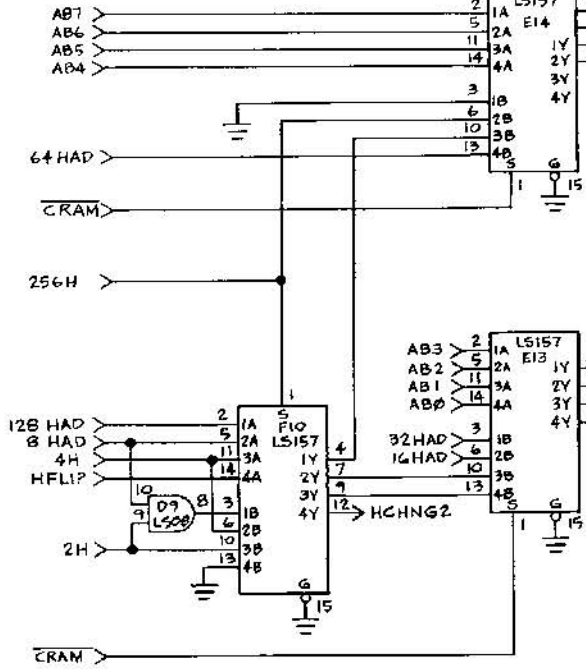 LS157
E14
AB7 2 1A
AB6 5 2A
AB5 11 3A 1Y
AB4 14 4A 2Y
3Y
4Y
3 1B
6 2B
10 3B
64 HAD 13 4B
S G
1 15
CRAM
256H
LS157
E13
AB3 2 1A
AB2 5 2A 1Y
AB1 11 3A 2Y
ABØ 14 4A 3Y
4Y
32HAD 3 1B
16HAD 6 2B
10 3B
13 4B
S G
1 15
1
S
F10
LS157
128 HAD 2 1A
8 HAD 5 2A
4H 11 3A 1Y 4
HFLIP 14 4A 2Y 7
3Y 9
4Y 12 HCHNG2
10
9
D9
LS08
8 3 1B
6 2B
2H 10 3B
13 4B
G
15
CRAM